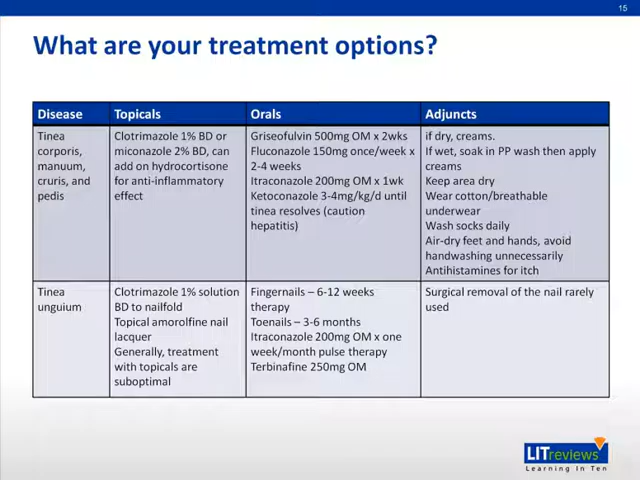 15
What are your treatment options?
Disease
Topicals
Orals
Adjuncts
Tinea
corporis,
manuum,
cruris, and
pedis
Clotrimazole 1% BD or
miconazole 2% BD, can
add on hydrocortisone
for anti-inflammatory
effect
Griseofulvin 500mg OM x 2wks
Fluconazole 150mg once/week x
2-4 weeks
Itraconazole 200mg OM x 1wk
Ketoconazole 3-4mg/kg/d until
tinea resolves (caution
hepatitis)
if dry, creams.
If wet, soak in PP wash then apply
creams
Keep area dry
Wear cotton/breathable
underwear
Wash socks daily
Air-dry feet and hands, avoid
handwashing unnecessarily
Antihistamines for itch
Tinea
unguium
Clotrimazole 1% solution
BD to nailfold
Topical amorolfine nail
lacquer
Generally, treatment
with topicals are
suboptimal
Fingernails – 6-12 weeks
therapy
Toenails – 3-6 months
Itraconazole 200mg OM x one
week/month pulse therapy
Terbinafine 250mg OM
Surgical removal of the nail rarely
used
LITreviews
Learning In Ten